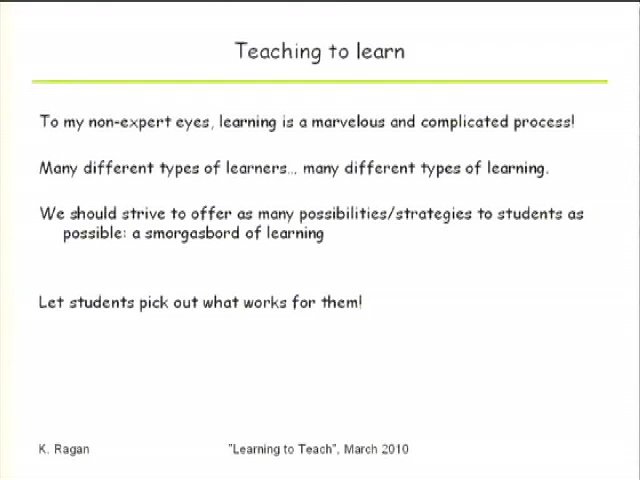 Teaching to learn
To my non-expert eyes, learning is a marvelous and complicated process!
Many different types of learners... many different types of learning.
We should strive to offer as many possibilities/strategies to students as
possible: a smorgasbord of learning
Let students pick out what works for them!
K. Ragan
"Learning to Teach", March 2010